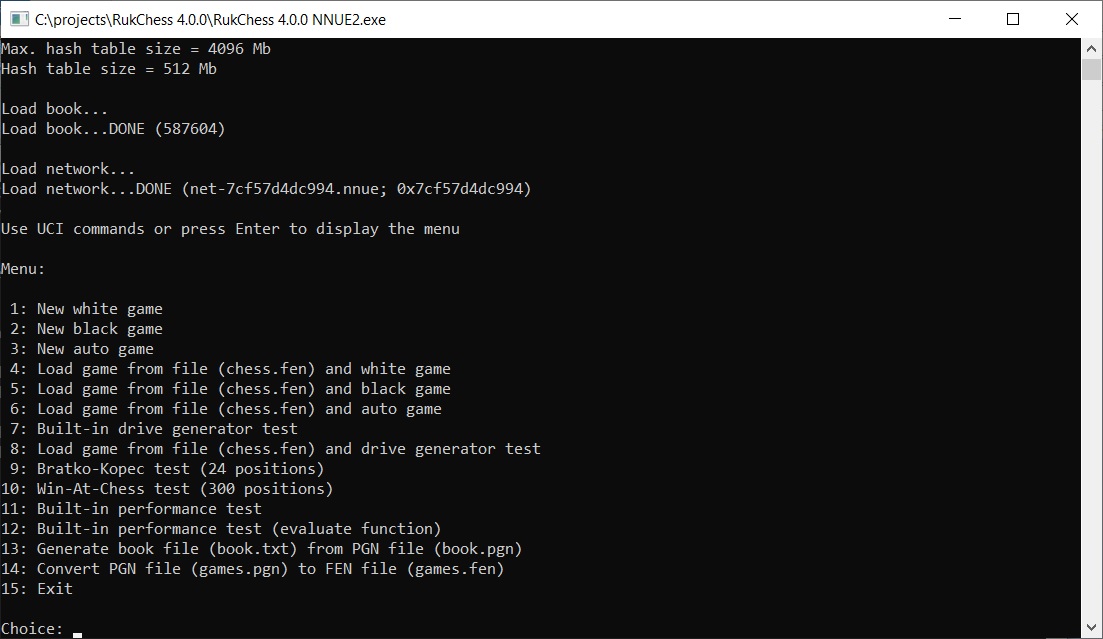 C:\projects\RukChess 4.0.0\RukChess 4.0.0 NNUE2.exe
Max. hash table size = 4096 Mb
Hash table size = 512 Mb
Load book...
Load book...DONE (587604)
Load network...
Load network...DONE (net-7cf57d4dc994.nnue; 0x7cf57d4dc994)
Use UCI commands or press Enter to display the menu
Menu:
1: New white game
2: New black game
3: New auto game
4: Load game from file (chess.fen) and white game
5: Load game from file (chess.fen) and black game
6: Load game from file (chess.fen) and auto game
7: Built-in drive generator test
8: Load game from file (chess.fen) and drive generator test
9: Bratko-Kopec test (24 positions)
10: Win-At-Chess test (300 positions)
11: Built-in performance test
12: Built-in performance test (evaluate function)
13: Generate book file (book.txt) from PGN file (book.pgn)
14: Convert PGN file (games.pgn) to FEN file (games.fen)
15: Exit
Choice: